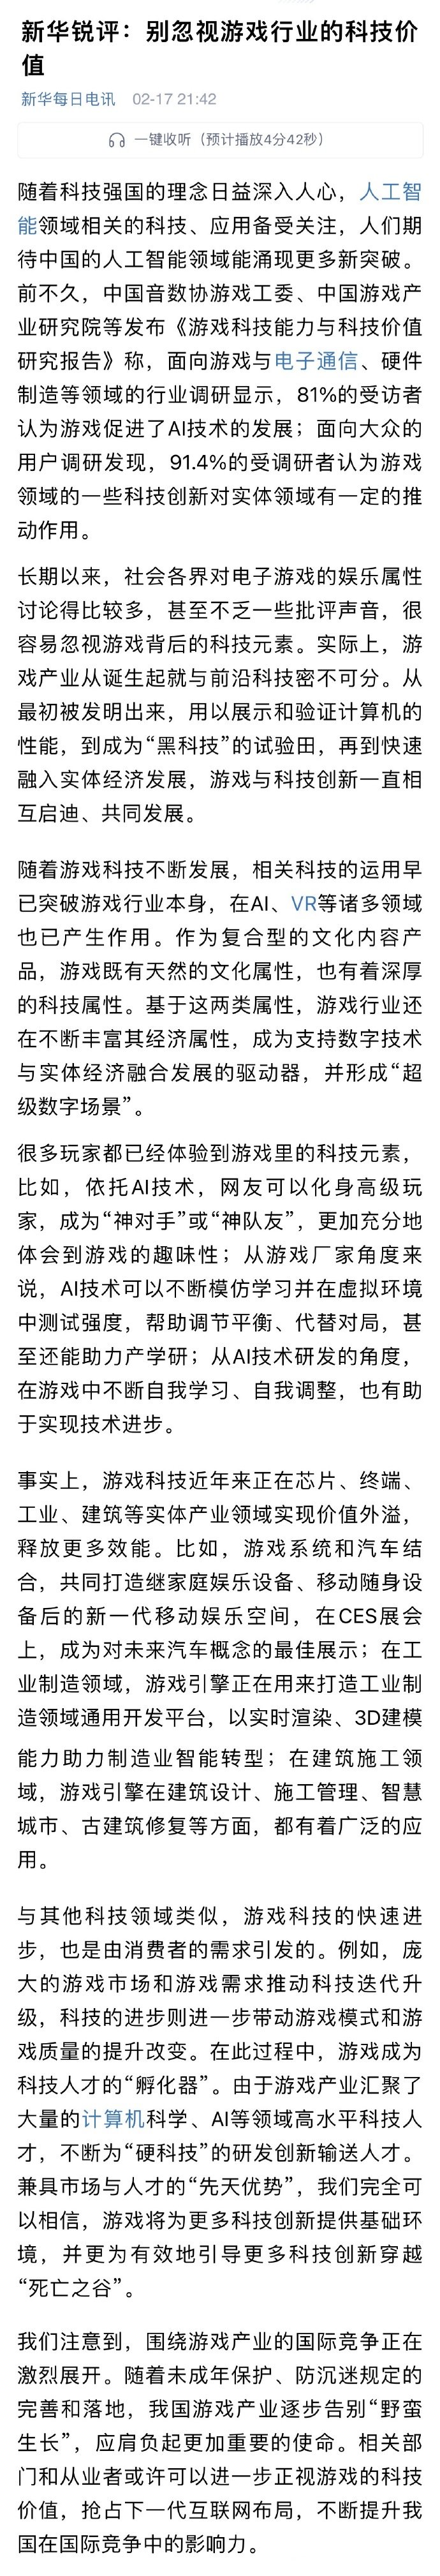 新华锐评：别忽视游戏行业的科技价
值
新华每日电讯 02-17 21:42
一键收听（预计播放4分42秒）
随着科技强国的理念日益深入人心，人工智
能领域相关的科技、应用备受关注，人们期
待中国的人工智能领域能涌现更多新突破。
前不久，中国音数协游戏工委、中国游戏产
业研究院等发布《游戏科技能力与科技价值
研究报告》称，面向游戏与电子通信、硬件
制造等领域的行业调研显示，81%的受访者
认为游戏促进了AI技术的发展；面向大众的
用户调研发现，91.4%的受调研者认为游戏
领域的一些科技创新对实体领域有一定的推
动作用。
长期以来，社会各界对电子游戏的娱乐属性
讨论得比较多，甚至不乏一些批评声音，很
容易忽视游戏背后的科技元素。实际上，游
戏产业从诞生起就与前沿科技密不可分。从
最初被发明出来，用以展示和验证计算机的
性能，到成为“黑科技”的试验田，再到快速
融入实体经济发展，游戏与科技创新一直相
互启迪、共同发展。
随着游戏科技不断发展，相关科技的运用早
已突破游戏行业本身，在AI、VR等诸多领域
也已产生作用。作为复合型的文化内容产
品，游戏既有天然的文化属性，也有着深厚
的科技属性。基于这两类属性，游戏行业还
在不断丰富其经济属性，成为支持数字技术
与实体经济融合发展的驱动器，并形成“超
级数字场景”。
很多玩家都已经体验到游戏里的科技元素，
比如，依托AI技术，网友可以化身高级玩
家，成为“神对手”或“神队友”，更加充分地
体会到游戏的趣味性；从游戏厂家角度来
说，AI技术可以不断模仿学习并在虚拟环境
中测试强度，帮助调节平衡、代替对局，甚
至还能助力产学研；从AI技术研发的角度，
在游戏中不断自我学习、自我调整，也有助
于实现技术进步。
事实上，游戏科技近年来正在芯片、终端、
工业、建筑等实体产业领域实现价值外溢，
释放更多效能。比如，游戏系统和汽车结
合，共同打造继家庭娱乐设备、移动随身设
备后的新一代移动娱乐空间，在CES展会
上，成为对未来汽车概念的最佳展示；在工
业制造领域，游戏引擎正在用来打造工业制
造领域通用开发平台，以实时渲染、3D建模
能力助力制造业智能转型；在建筑施工领
域，游戏引擎在建筑设计、施工管理、智慧
城市、古建筑修复等方面，都有着广泛的应
用。
与其他科技领域类似，游戏科技的快速进
步，也是由消费者的需求引发的。例如，庞
大的游戏市场和游戏需求推动科技迭代升
级，科技的进步则进一步带动游戏模式和游
戏质量的提升改变。在此过程中，游戏成为
科技人才的“孵化器”。由于游戏产业汇聚了
大量的计算机科学、AI等领域高水平科技人
才，不断为“硬科技”的研发创新输送人才。
兼具市场与人才的“先天优势”，我们完全可
以相信，游戏将为更多科技创新提供基础环
境，并更为有效地引导更多科技创新穿越
“死亡之谷”。
我们注意到，围绕游戏产业的国际竞争正在
激烈展开。随着未成年保护、防沉迷规定的
完善和落地，我国游戏产业逐步告别“野蛮
生长”，应肩负起更加重要的使命。相关部
门和从业者或许可以进一步正视游戏的科技
价值，抢占下一代互联网布局，不断提升我
国在国际竞争中的影响力。